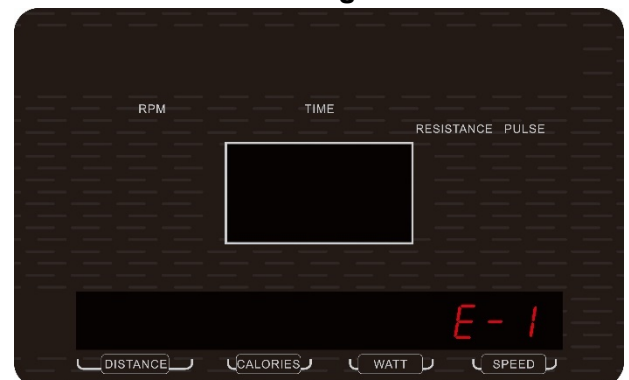 RPM TIME
RESISTANCE PULSE
E-1
DISTANCE CALORIES WATT SPEED